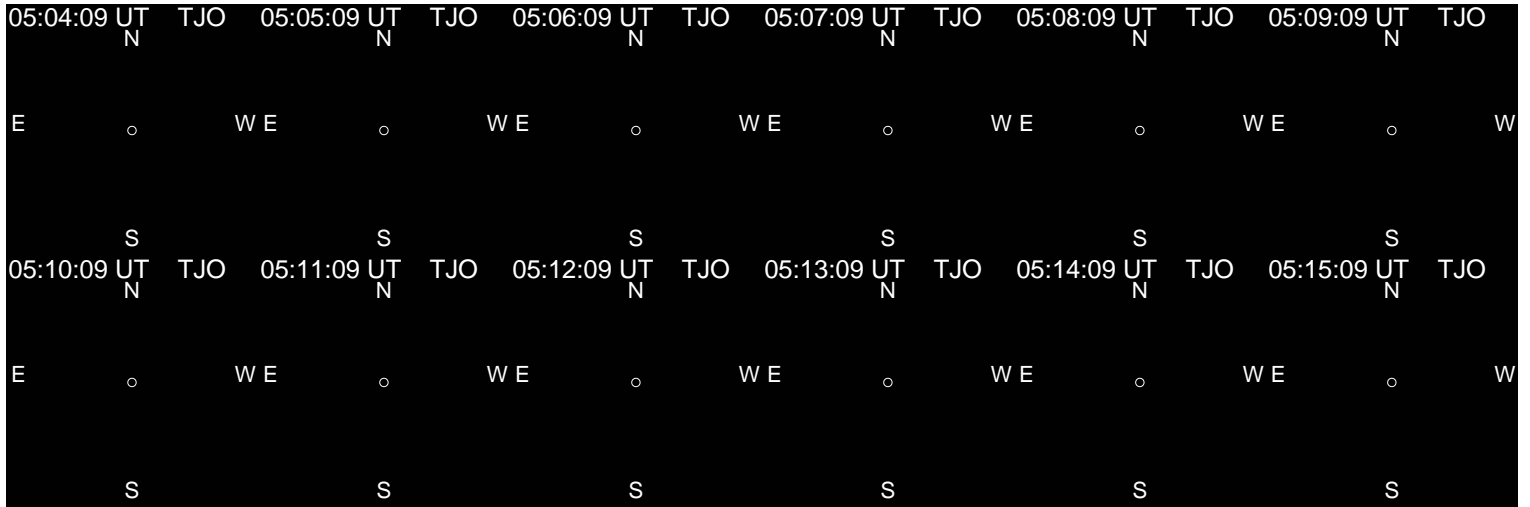 05:04:09 UT TJO 05:05:09 UT TJO 05:06:09 UT TJO 05:07:09 UT TJO 05:08:09 UT TJO 05:09:09 UT TJO
N N N N N N
E W E W E W E W E W E W
S S S S S S
05:10:09 UT TJO 05:11:09 UT TJO 05:12:09 UT TJO 05:13:09 UT TJO 05:14:09 UT TJO 05:15:09 UT TJO
N N N N N N
E W E W E W E W E W E W
S S S S S S